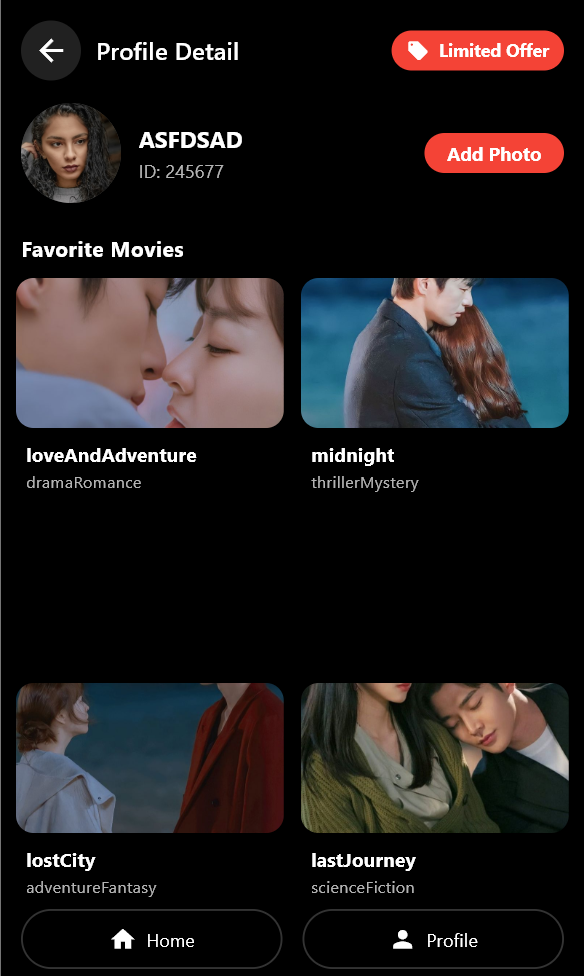 Profile Detail
Limited Offer
ASFDSAD
ID: 245677
Add Photo
Favorite Movies
loveAndAdventure
dramaRomance
midnight
thrillerMystery
lostCity
adventureFantasy
lastJourney
scienceFiction
Home
Profile